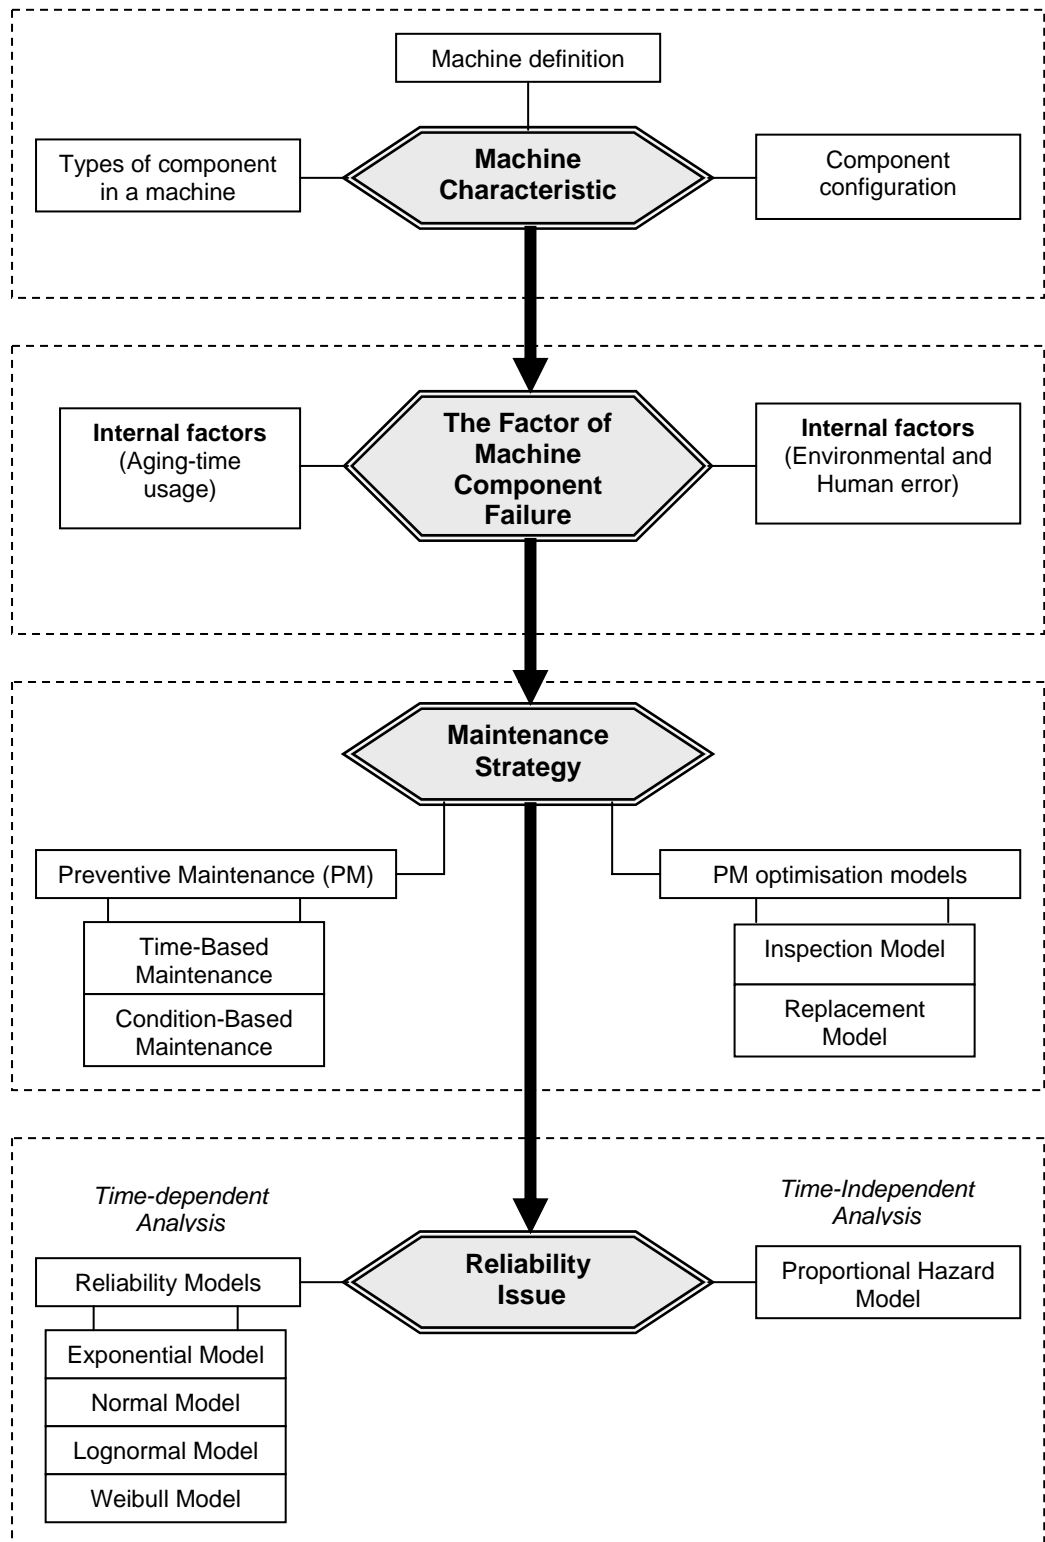 Machine definition
Types of component
in a machine
Machine
Characteristic
Component
configuration
Internal factors
(Aging-time
usage)
The Factor of
Machine
Component
Failure
Internal factors
(Environmental and
Human error)
Maintenance
Strategy
Preventive Maintenance (PM)
Time-Based
Maintenance
Condition-Based
Maintenance
PM optimisation models
Inspection Model
Replacement
Model
Time-dependent
Analysis
Time-Independent
Analysis
Reliability Models
Reliability
Issue
Proportional Hazard
Model
Exponential Model
Normal Model
Lognormal Model
Weibull Model